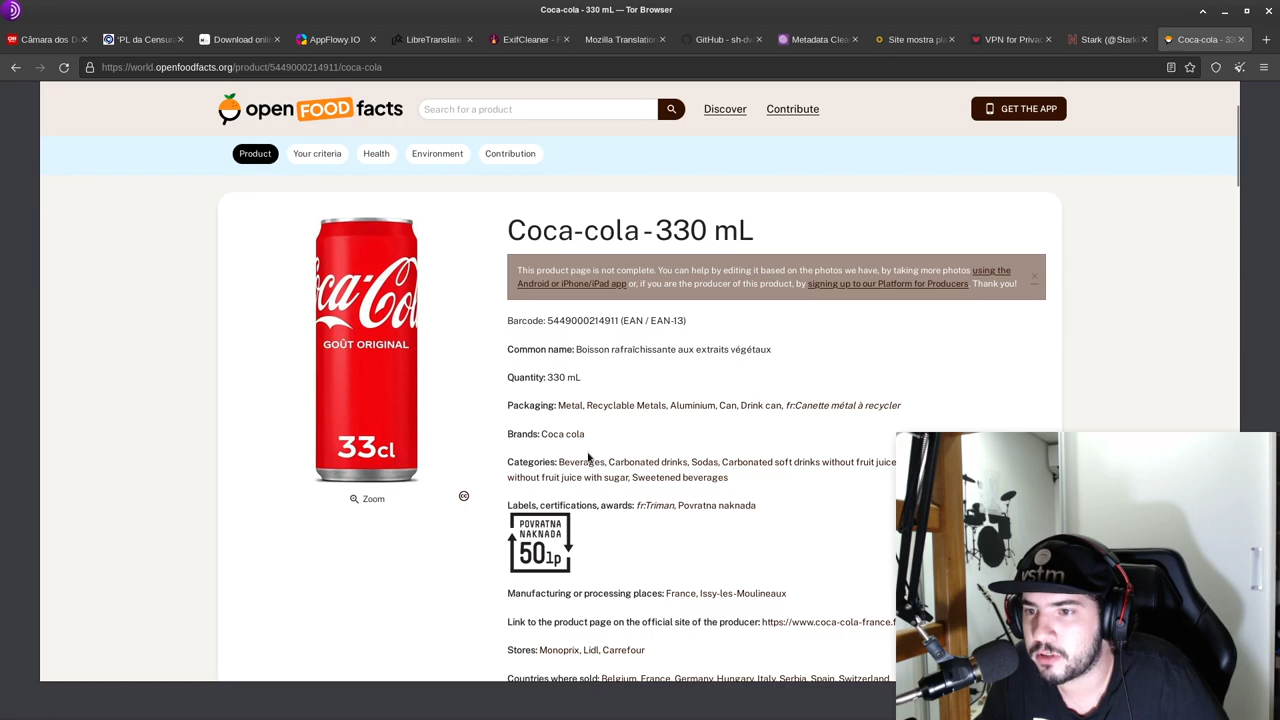 Coca-cola - 330 mL — Tor Browser
Câmara dos D
'PL da Censur
Download onli
AppFlowy.IO
LibreTranslate
ExifCleaner -
Mozilla Translation
GitHub - sh-d
Metadata Clea
Site mostra pla
VPN for Privac
Stark (@Stark
Coca-cola - 33
https://world.openfoodfacts.org/product/5449000214911/coca-cola
open FOOD facts
Search for a product
Discover
Contribute
GET THE APP
Product
Your criteria
Health
Environment
Contribution
Coca-cola - 330 mL
This product page is not complete. You can help by editing it based on the photos we have, by taking more photos using the
Android or iPhone/iPad app or, if you are the producer of this product, by signing up to our Platform for Producers. Thank you!
Barcode: 5449000214911 (EAN / EAN-13)
Common name: Boisson rafraîchissante aux extraits végétaux
Quantity: 330 mL
Packaging: Metal, Recyclable Metals, Aluminium, Can, Drink can, fr:Canette métal à recycler
Brands: Coca cola
Categories: Beverages, Carbonated drinks, Sodas, Carbonated soft drinks without fruit juice
without fruit juice with sugar, Sweetened beverages
Labels, certifications, awards: fr:Triman, Povratna naknada
POVRATNA
NAKNADA
50lp
Manufacturing or processing places: France, Issy-les-Moulineaux
Link to the product page on the official site of the producer: https://www.coca-cola-france.f
Stores: Monoprix, Lidl, Carrefour
Countries where sold: Belgium, France, Germany, Hungary, Italy, Serbia, Spain, Switzerland
oca-Col
GOÛT ORIGINAL
33cl
Zoom
cc
vstm